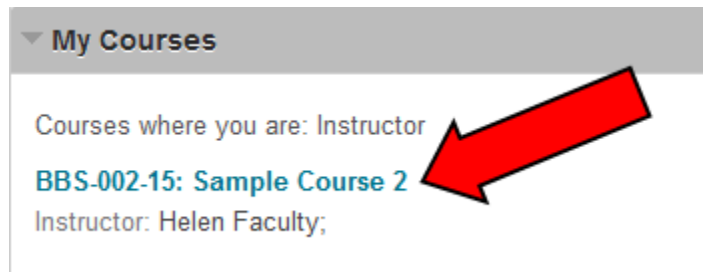 My Courses
Courses where you are: Instructor
BBS-002-15: Sample Course 2
Instructor: Helen Faculty;